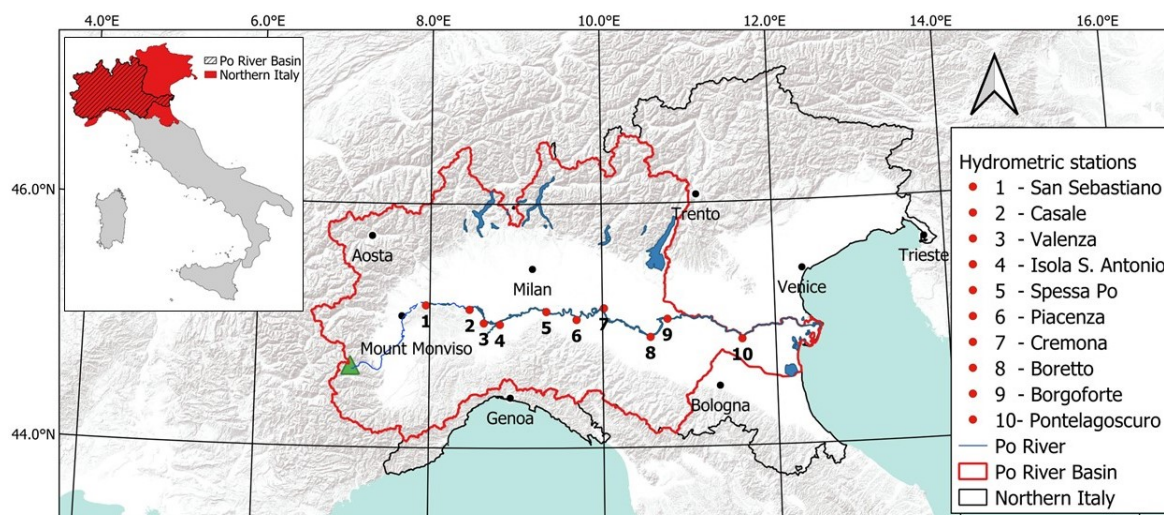 4.0°E
8.0°E
10.00°E
12.0°E
14.0°E
16.0°E
Po River Basin
Northern Italy
46.0°N
44.0°N
Trento
Aosta
Trieste
Milan
Venice
Mount Monviso
Genoa
Bologna
1
2
3
4
5
6
7
8
9
10
Hydrometric stations
1 - San Sebastiano
2 - Casale
3 - Valenza
4 - Isola S. Antonio
5 - Spessa Po
6 - Piacenza
7 - Cremona
8 - Boretto
9 - Borgoforte
10- Pontelagoscuro
Po River
Po River Basin
Northern Italy